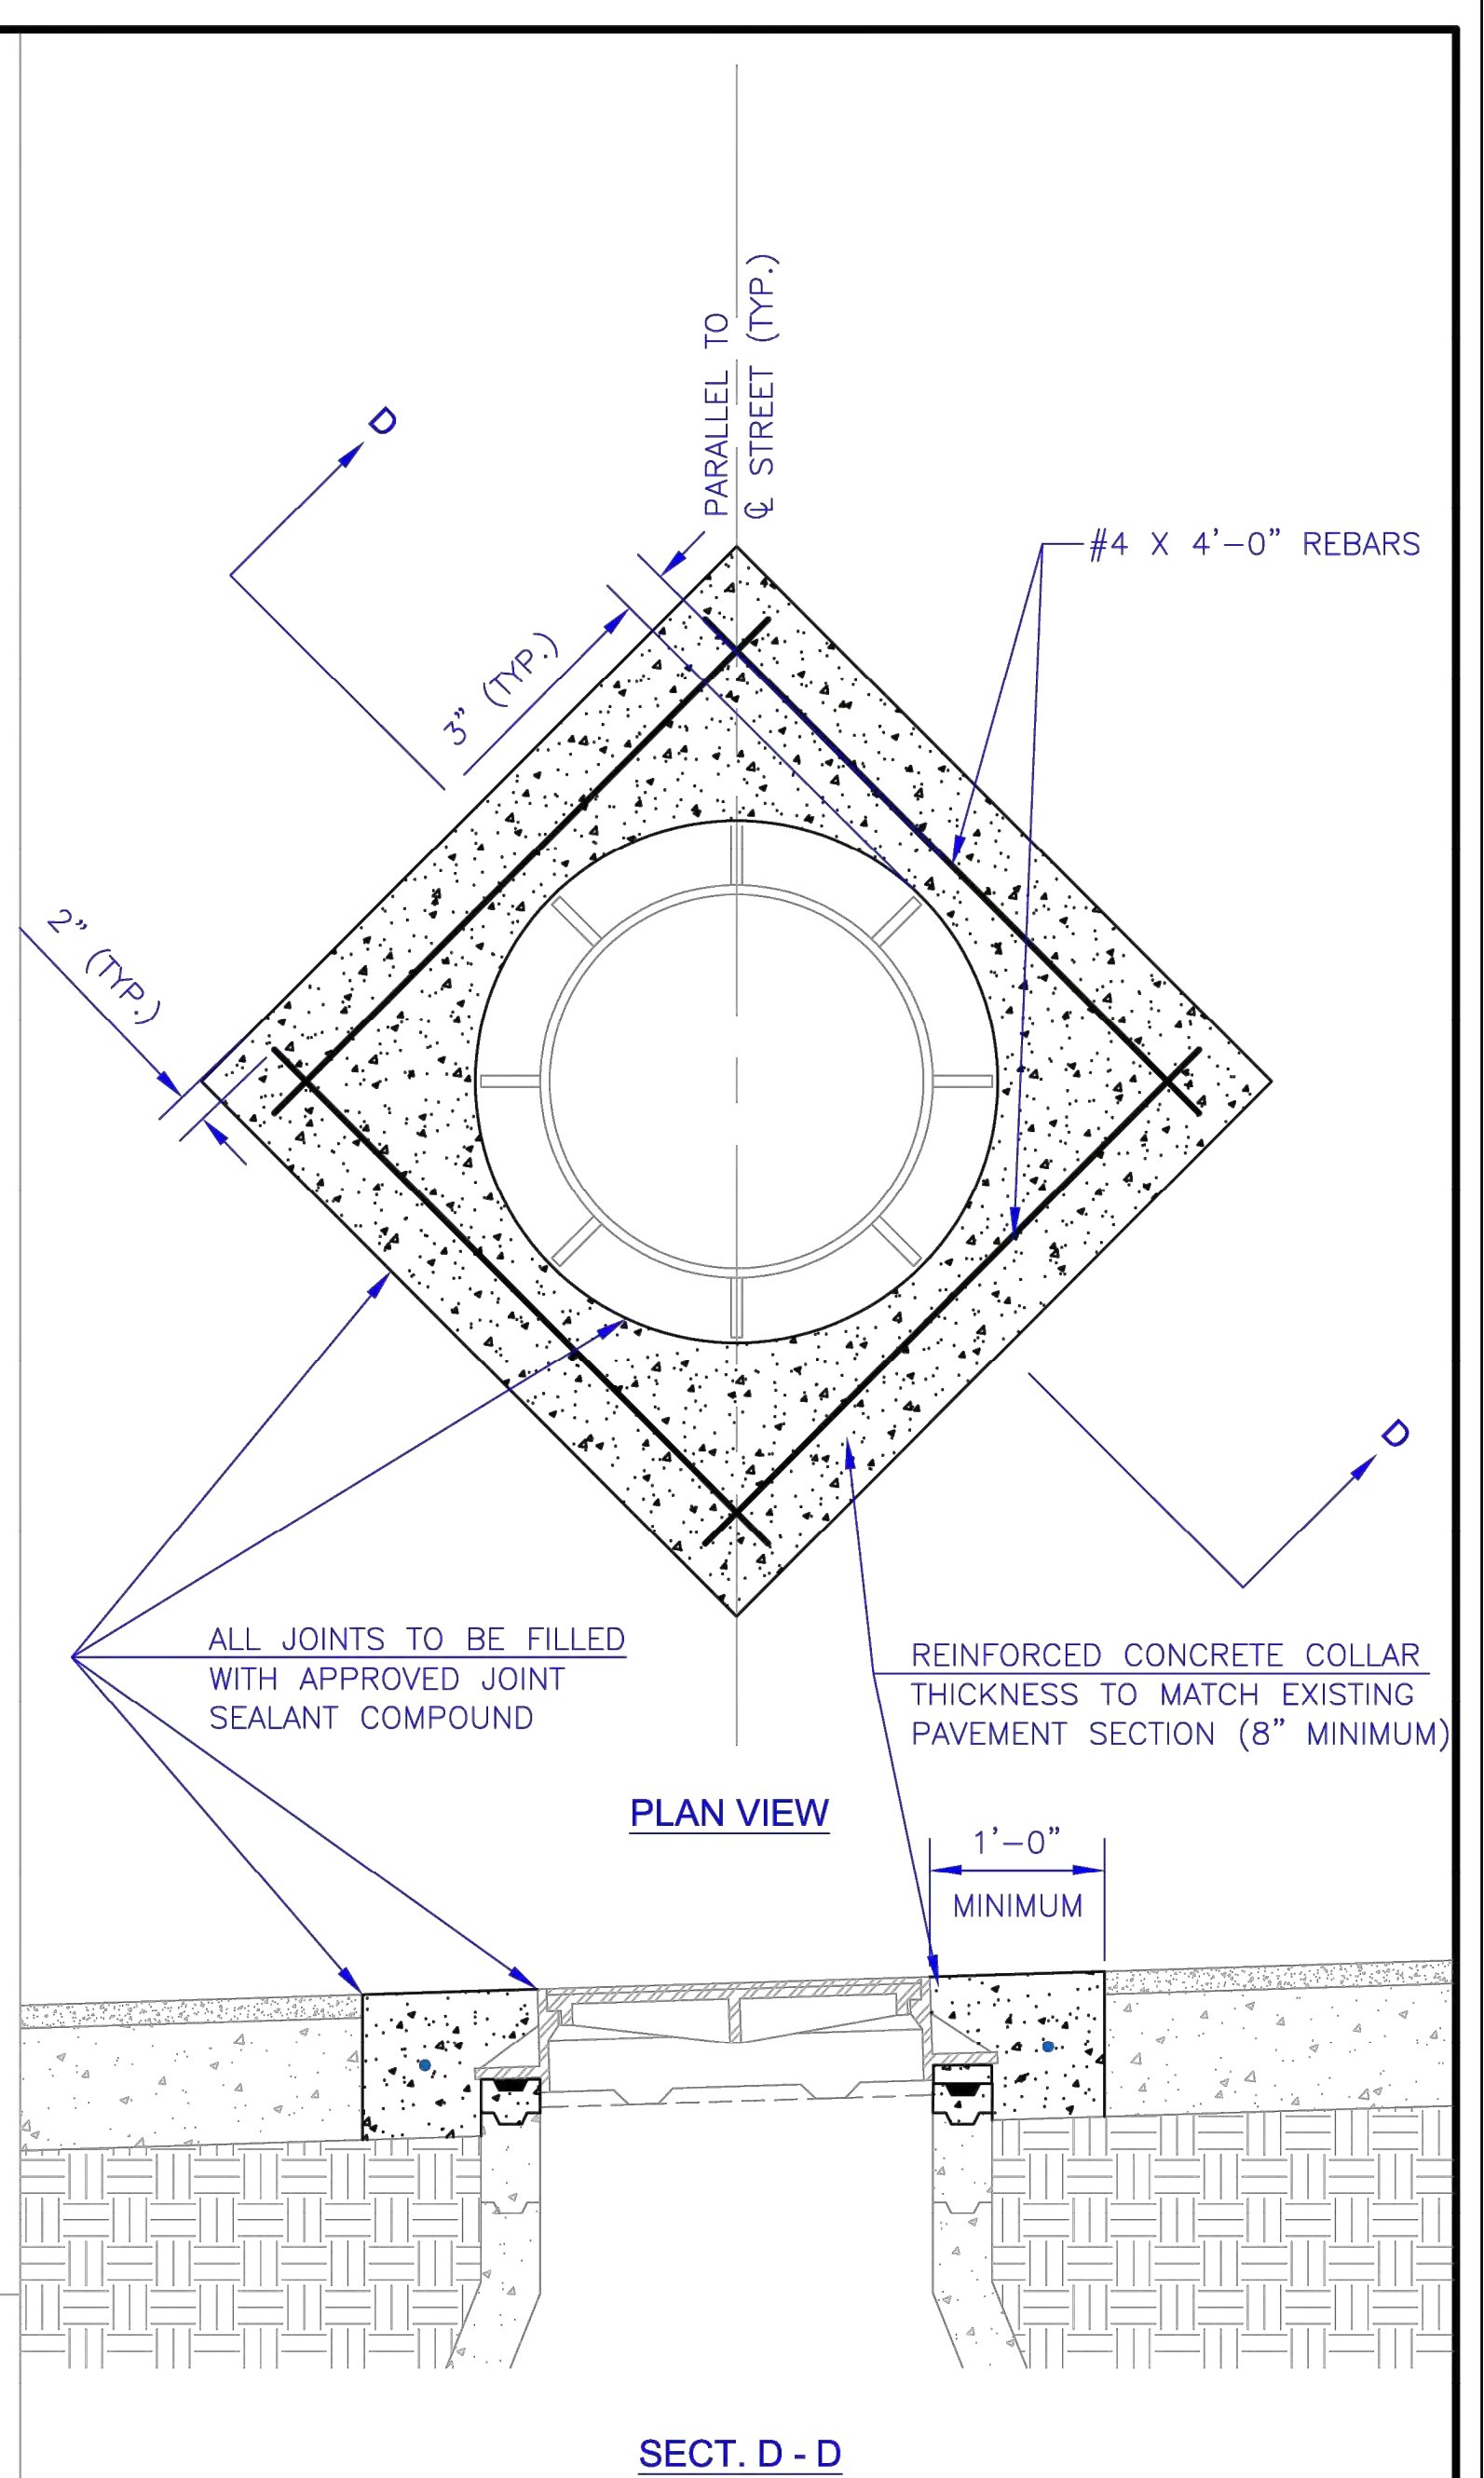 PARALLEL TO
℄ STREET (TYP.)
D
#4 X 4'-0" REBARS
3" (TYP.)
2" (TYP.)
D
ALL JOINTS TO BE FILLED
WITH APPROVED JOINT
SEALANT COMPOUND
REINFORCED CONCRETE COLLAR
THICKNESS TO MATCH EXISTING
PAVEMENT SECTION (8" MINIMUM)
PLAN VIEW
1'-0"
MINIMUM
SECT. D - D